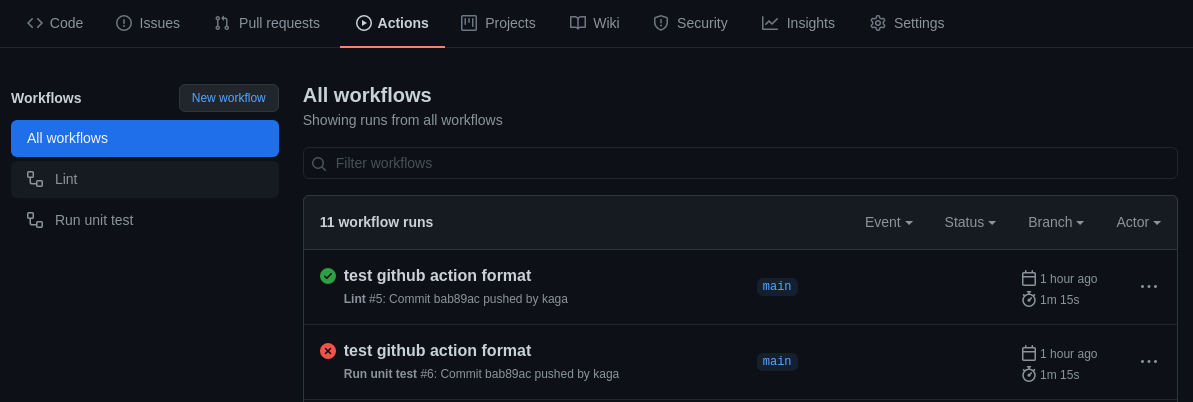 Code Issues Pull requests Actions Projects Wiki Security Insights Settings
Workflows
New workflow
All workflows
Lint
Run unit test
All workflows
Showing runs from all workflows
Filter workflows
11 workflow runs Event Status Branch Actor
test github action format
Lint #5: Commit bab89ac pushed by kaga
main
1 hour ago
1m 15s
test github action format
Run unit test #6: Commit bab89ac pushed by kaga
main
1 hour ago
1m 15s